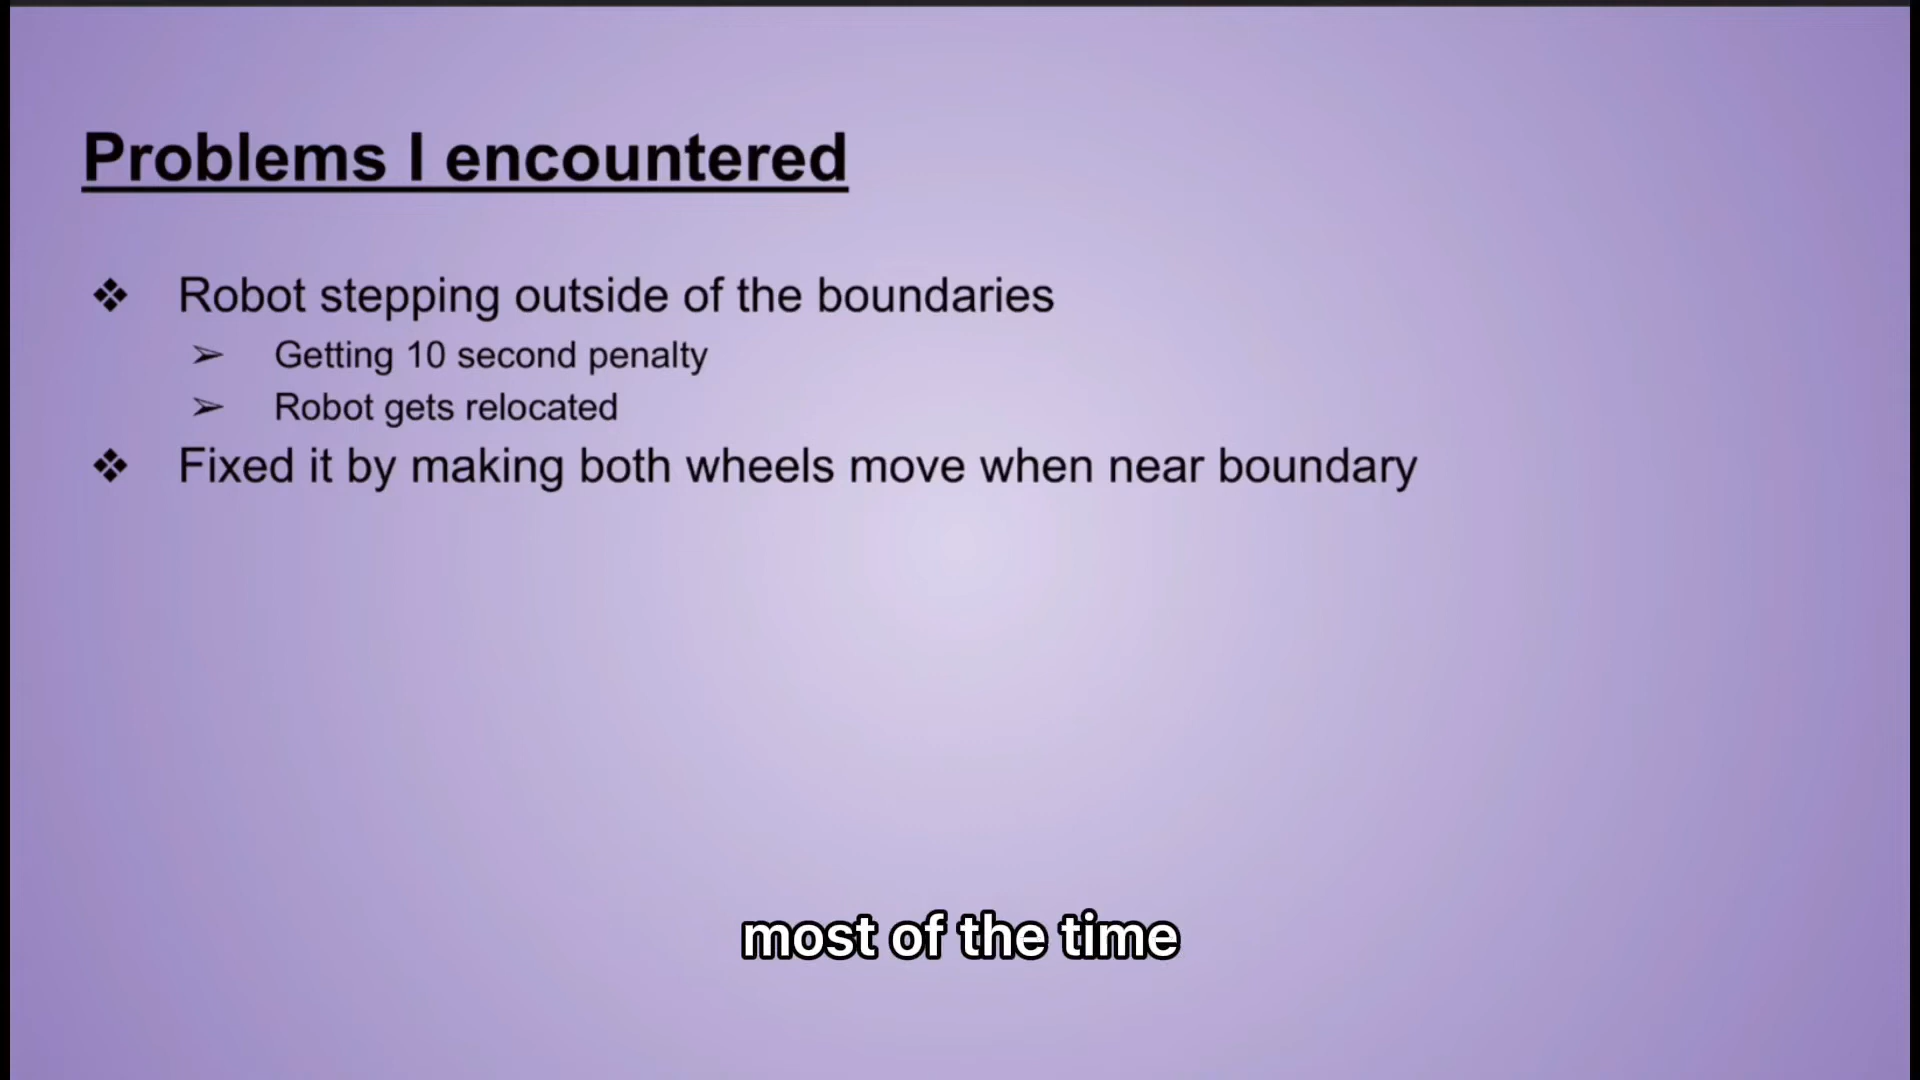 Problems I encountered
❖ Robot stepping outside of the boundaries
➢ Getting 10 second penalty
➢ Robot gets relocated
❖ Fixed it by making both wheels move when near boundary
most of the time